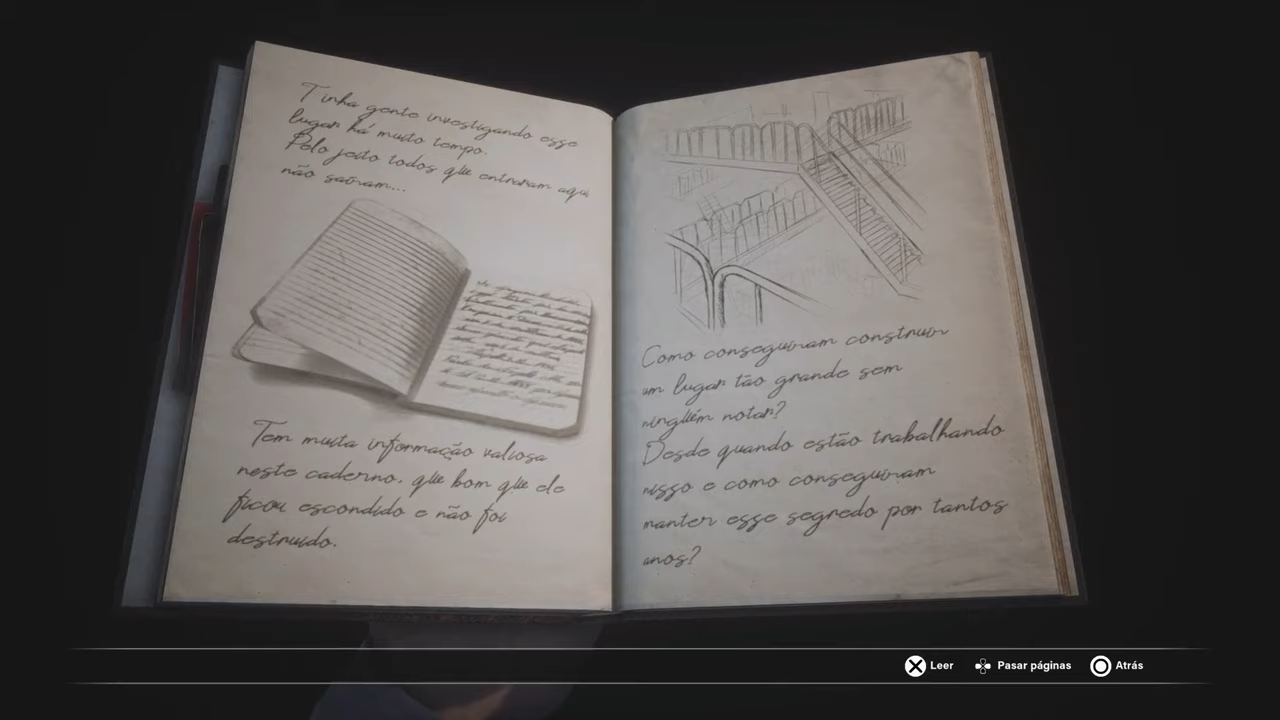 Tinha gente investigando esse
lugar há muito tempo.
Pelo jeito todos que entraram aqui
não saíram...
Tem muita informação valiosa
neste caderno, que bom que ele
ficou escondido e não foi
destruído.
Como conseguiram construir
um lugar tão grande sem
ninguém notar?
Desde quando estão trabalhando
nisso e como conseguiram
manter esse segredo por tantos
anos?
Leer
Pasar páginas
Atrás